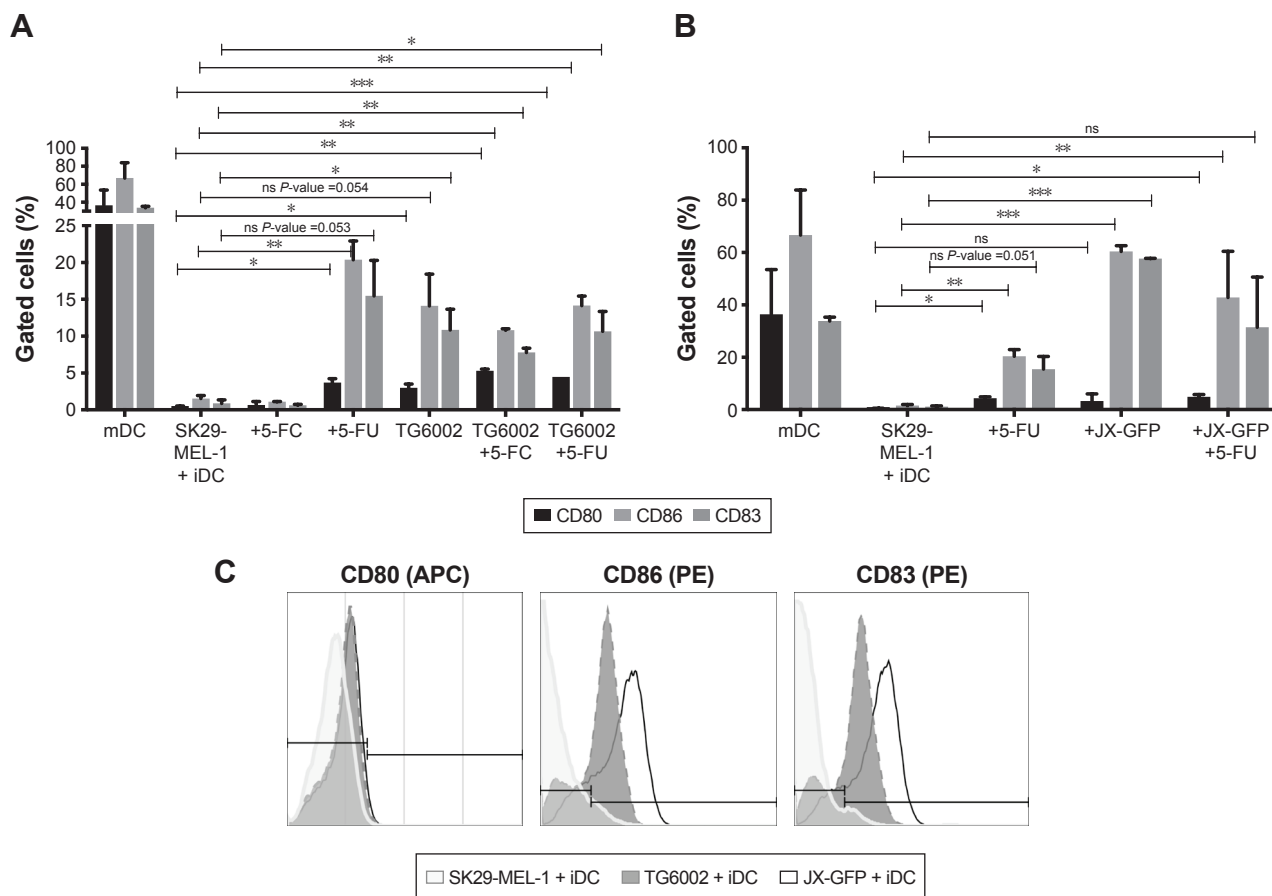 A
*
**
***
**
**
**
*
ns P-value =0.054
*
ns P-value =0.053
**
*
Gated cells (%)
100
80
60
40
25
20
15
10
5
0
mDC
SK29-
MEL-1
+ iDC
+5-FC
+5-FU
TG6002
TG6002
+5-FC
TG6002
+5-FU
B
ns
**
*
***
***
ns
ns P-value =0.051
**
*
Gated cells (%)
100
80
60
40
20
0
mDC
SK29-
MEL-1
+ iDC
+5-FU
+JX-GFP
+JX-GFP
+5-FU
CD80 CD86 CD83
C
CD80 (APC)
CD86 (PE)
CD83 (PE)
SK29-MEL-1 + iDC TG6002 + iDC JX-GFP + iDC